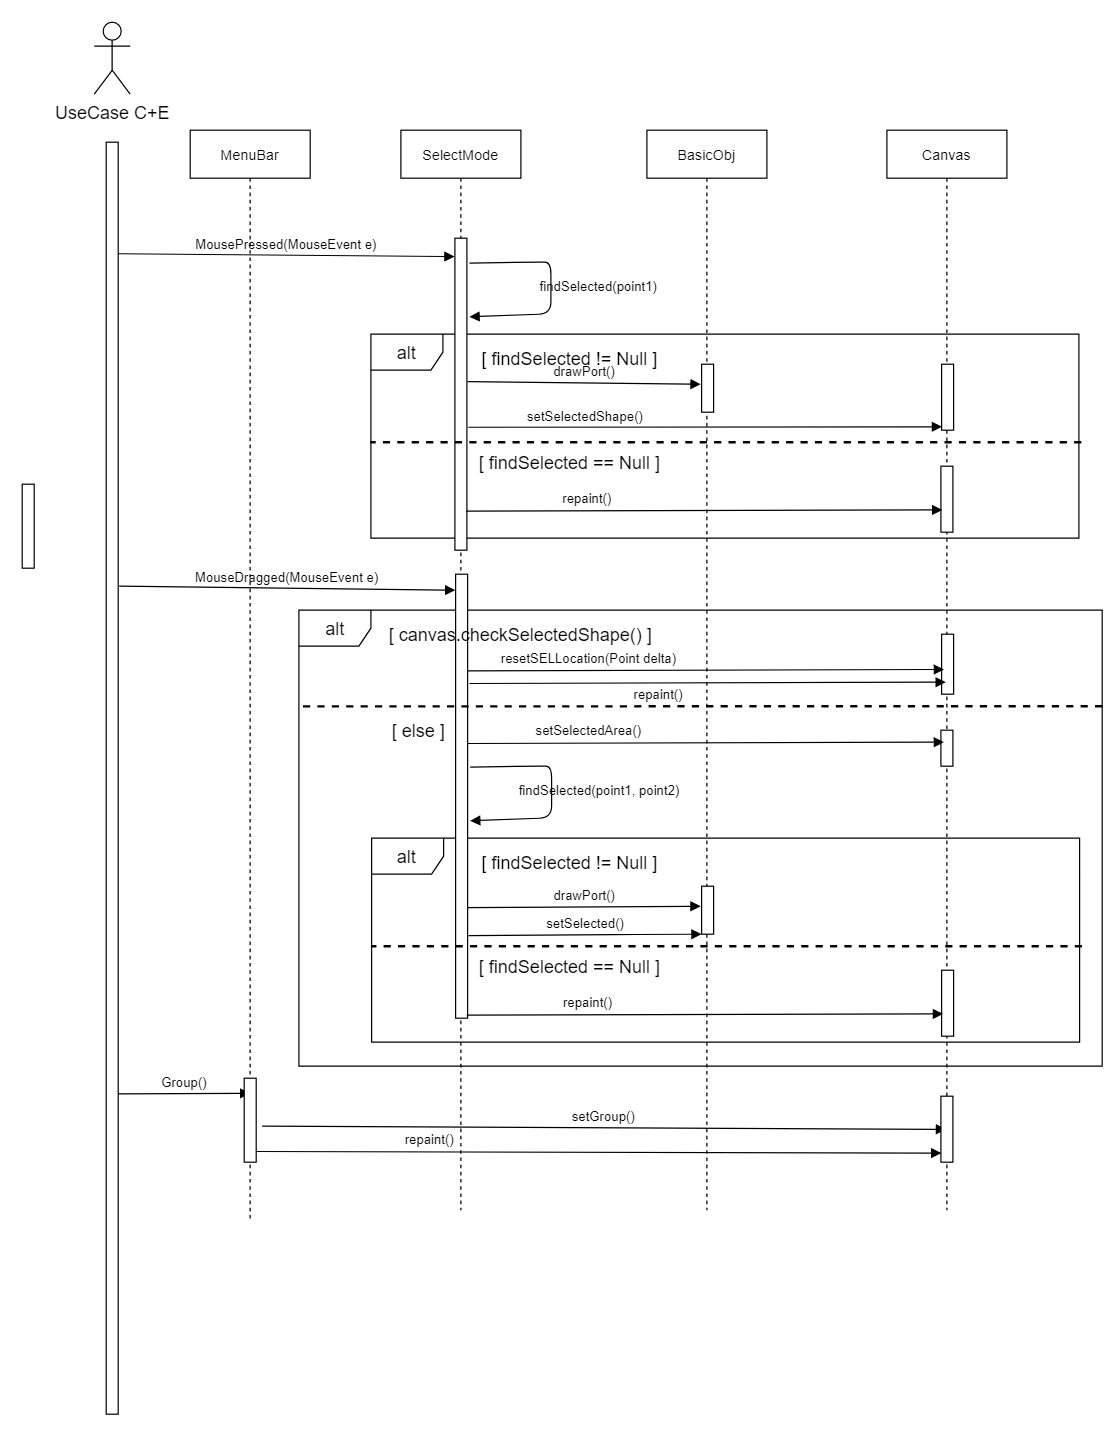 UseCase C+E
MenuBar
SelectMode
BasicObj
Canvas
MousePressed(MouseEvent e)
findSelected(point1)
alt
[ findSelected != Null ]
drawPort()
setSelectedShape()
[ findSelected == Null ]
repaint()
MouseDragged(MouseEvent e)
alt
[ canvas.checkSelectedShape() ]
resetSELLocation(Point delta)
repaint()
[ else ]
setSelectedArea()
findSelected(point1, point2)
alt
[ findSelected != Null ]
drawPort()
setSelected()
[ findSelected == Null ]
repaint()
Group()
setGroup()
repaint()